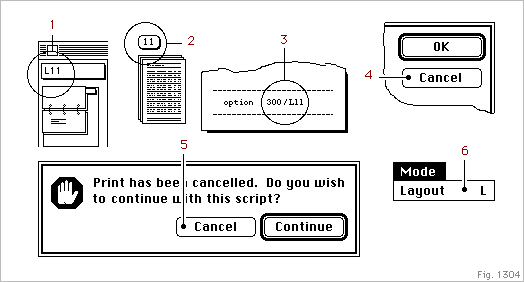 1
2
3
4
5
6
L11
11
option 300/L11
OK
Cancel
Print has been cancelled. Do you wish
to continue with this script?
Cancel
Continue
Mode
Layout L
Fig. 1304